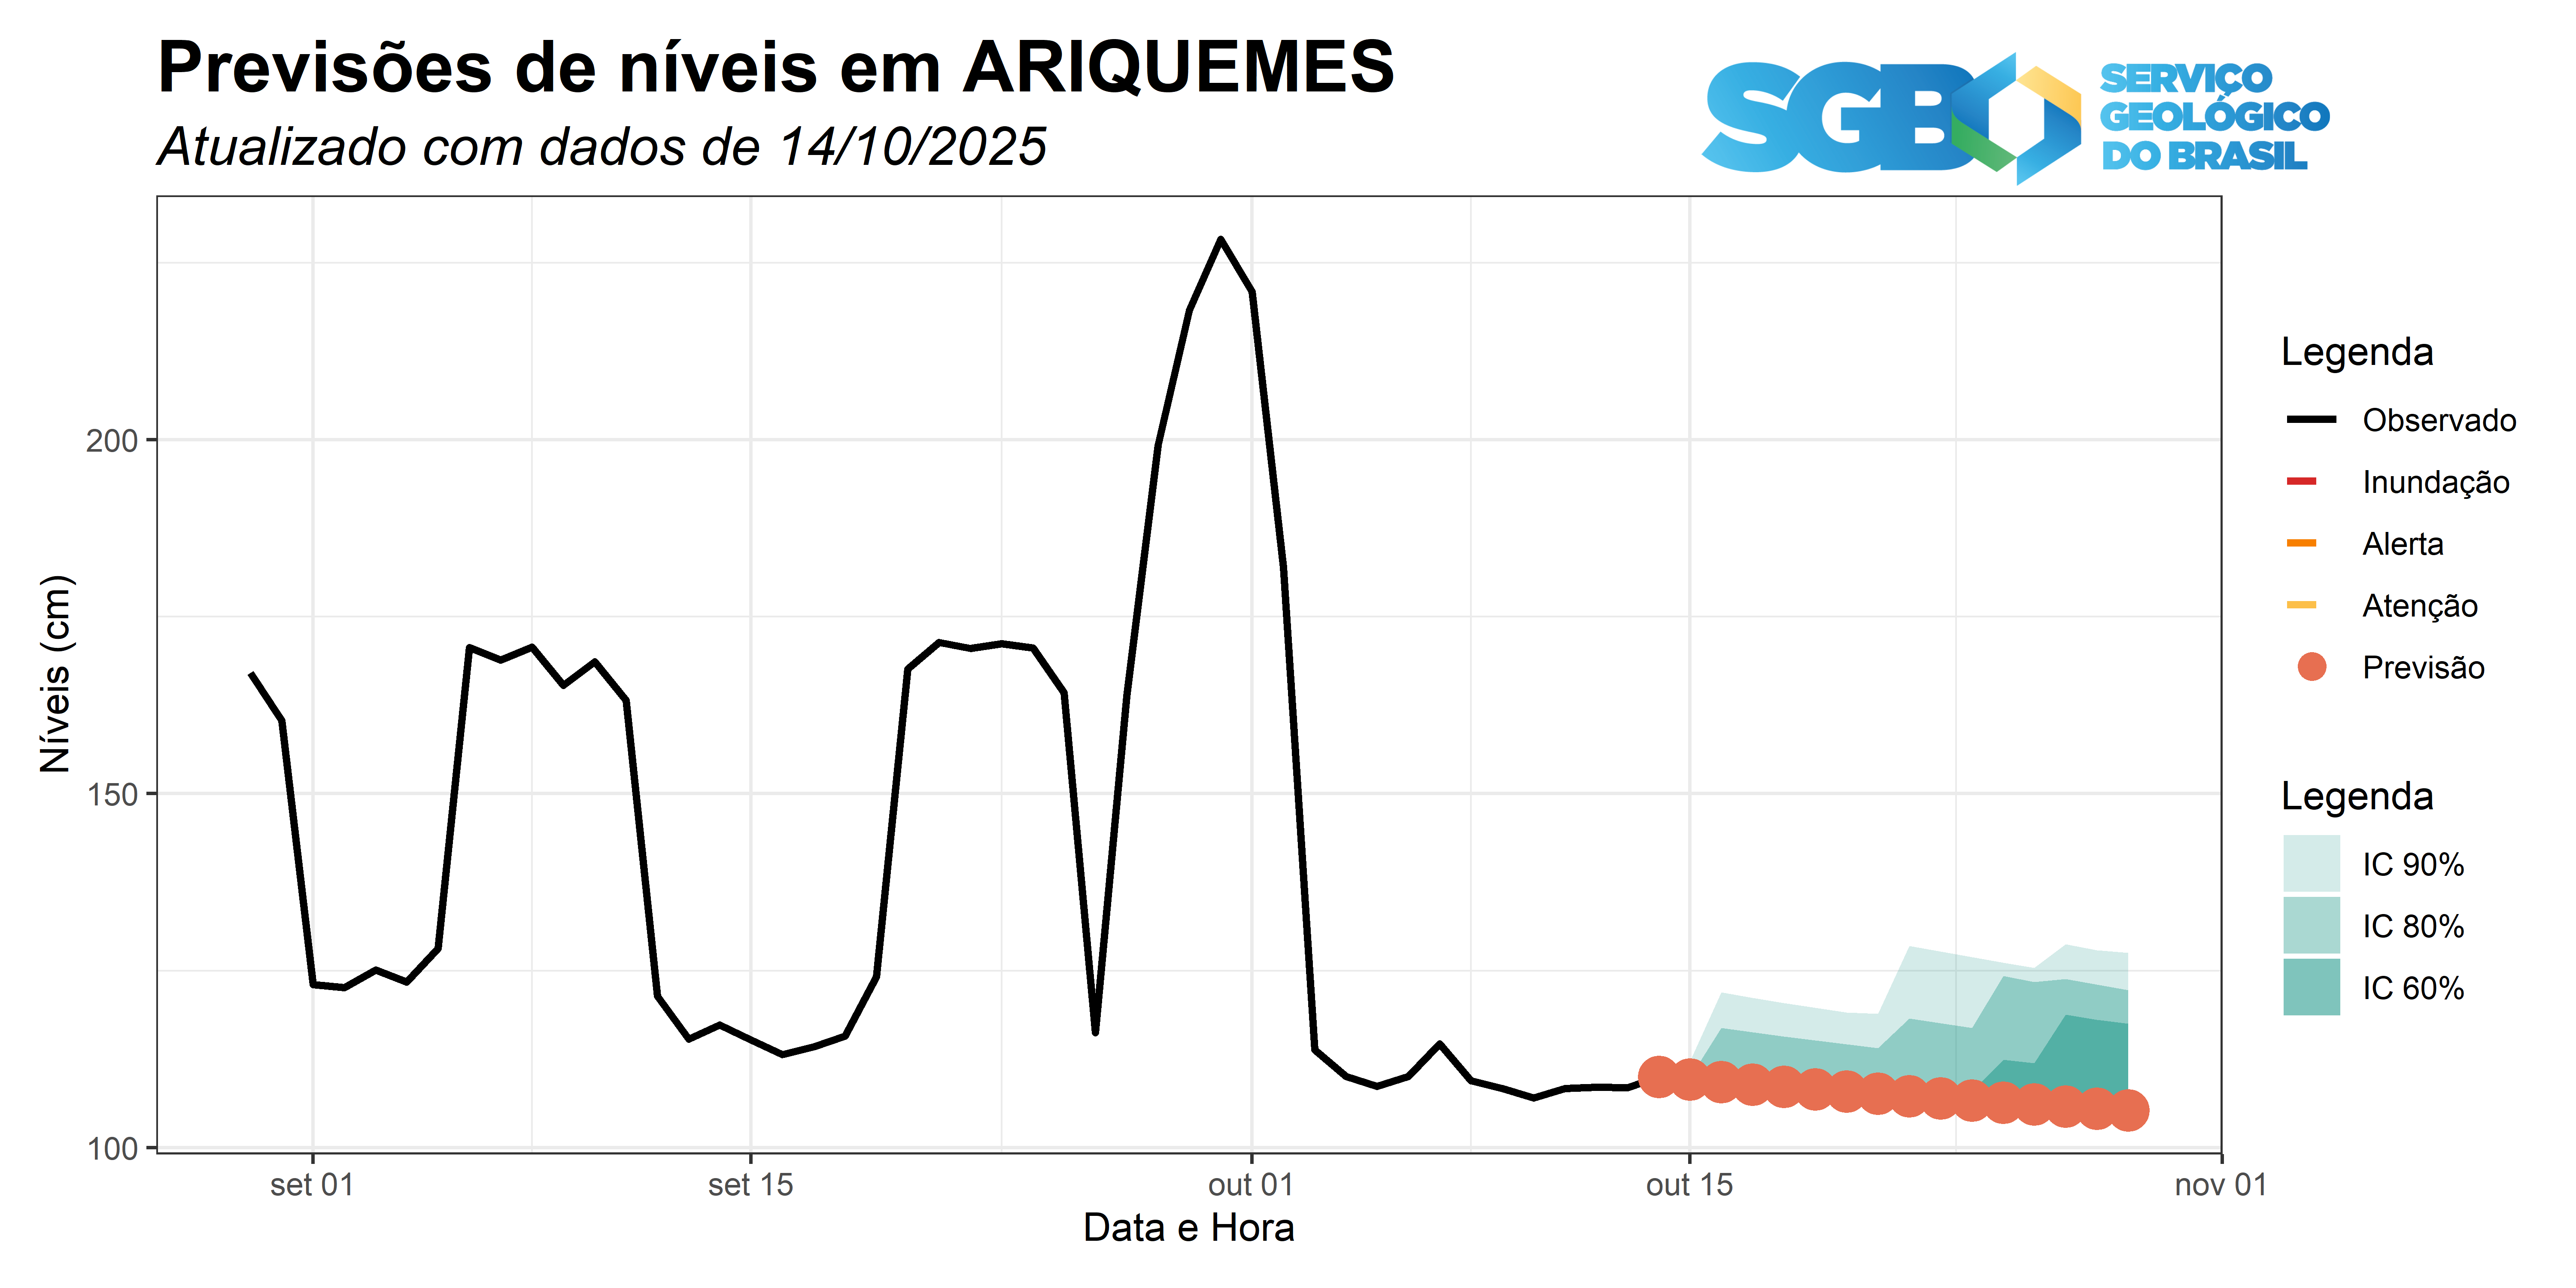 Previsões de níveis em ARIQUEMES
Atualizado com dados de 14/10/2025
SGB
SERVIÇO
GEOLÓGICO
DO BRASIL
Níveis (cm)
200
150
100
set 01
set 15
out 01
out 15
nov 01
Data e Hora
Legenda
Observado
Inundação
Alerta
Atenção
Previsão
Legenda
IC 90%
IC 80%
IC 60%